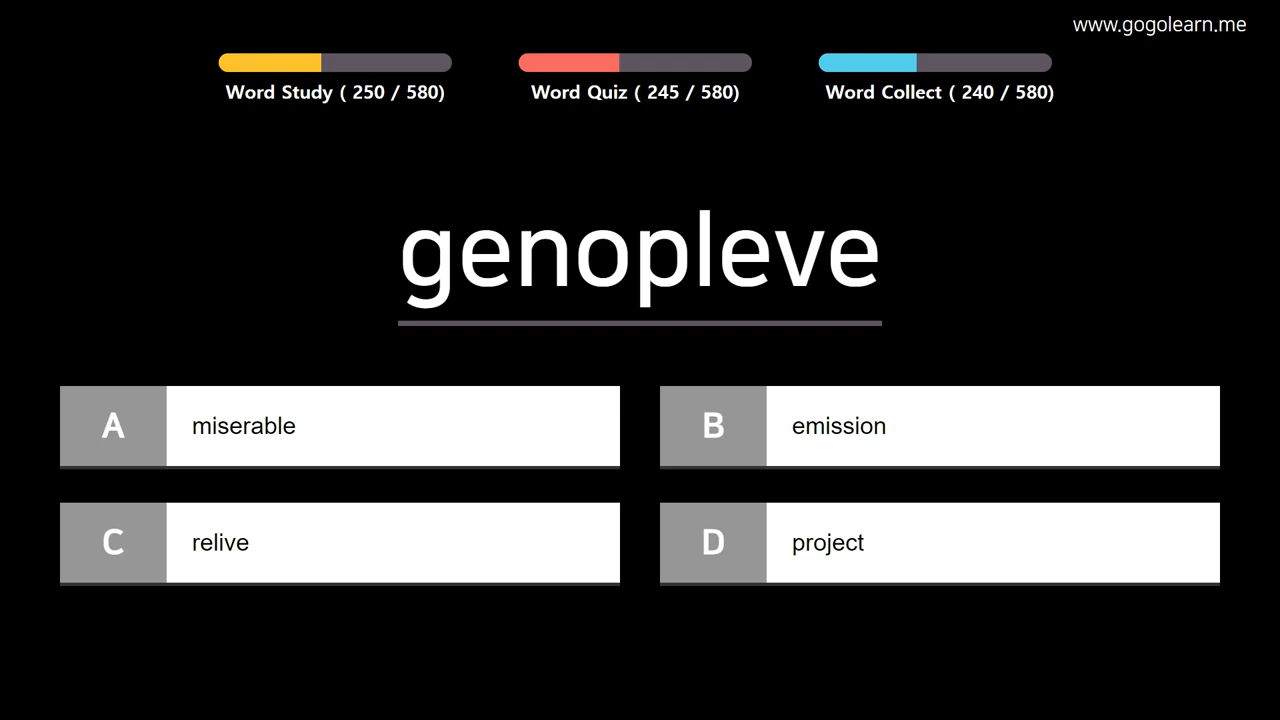 www.gogolearn.me
Word Study ( 250 / 580)
Word Quiz ( 245 / 580)
Word Collect ( 240 / 580)
genopleve
A miserable
B emission
C relive
D project